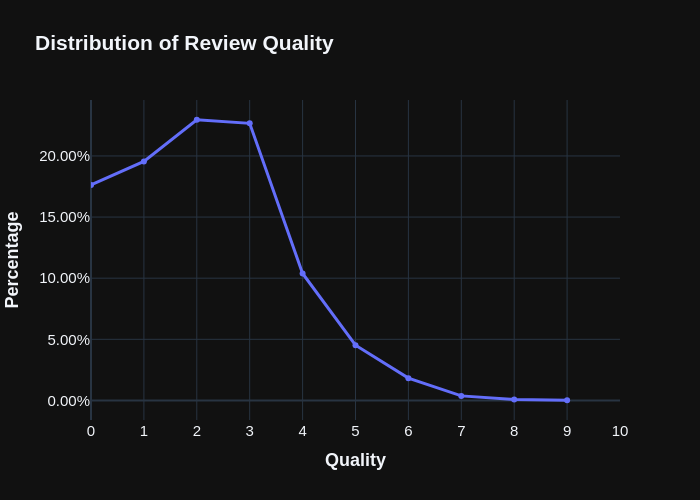 Distribution of Review Quality
Percentage
20.00%
15.00%
10.00%
5.00%
0.00%
0 1 2 3 4 5 6 7 8 9 10
Quality